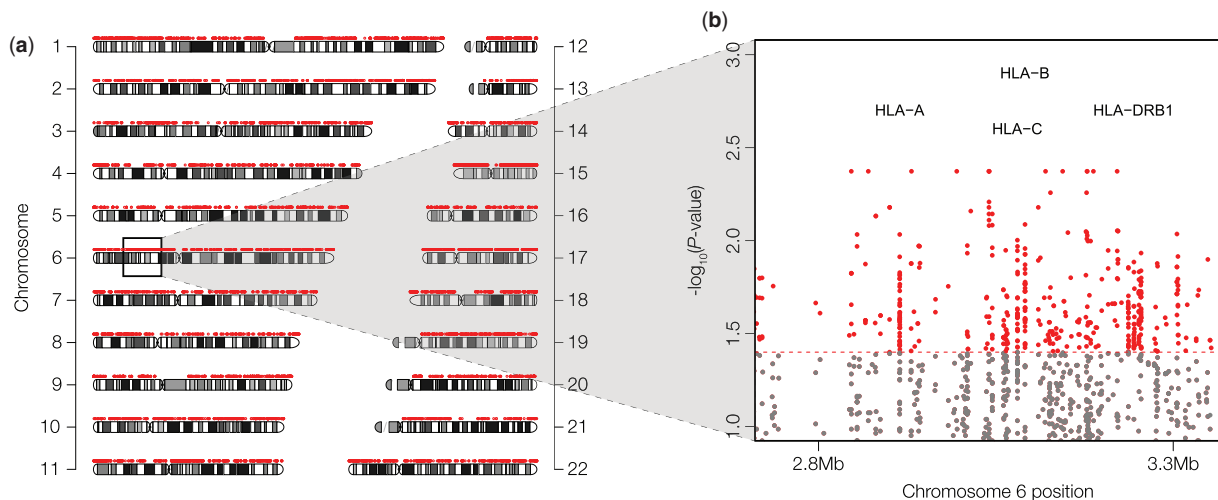 (a)
Chromosome
1
2
3
4
5
6
7
8
9
10
11
12
13
14
15
16
17
18
19
20
21
22
(b)
-log10(P-value)
3.0
2.5
2.0
1.5
1.0
HLA−B
HLA−A
HLA−DRB1
HLA−C
2.8Mb
3.3Mb
Chromosome 6 position